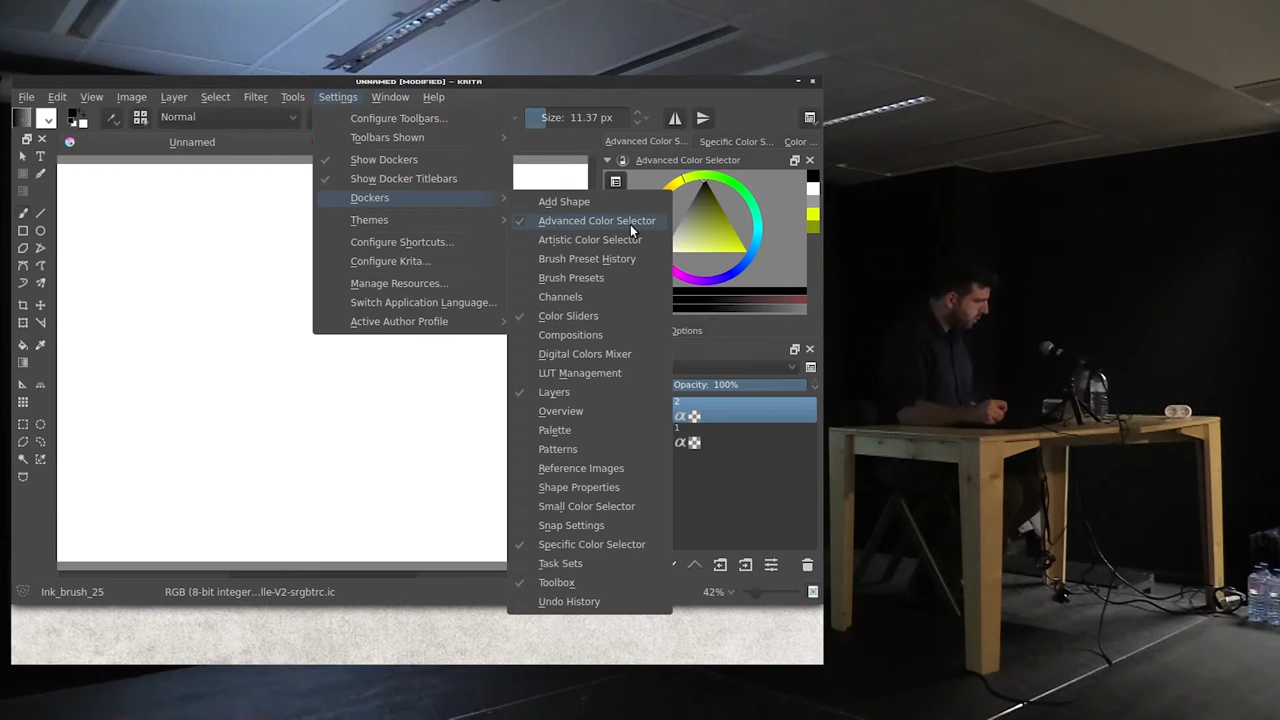 UNNAMED [MODIFIED] -- KRITA
File Edit View Image Layer Select Filter Tools Settings Window Help
Normal
Size: 11.37 px
Unnamed
Advanced Color S... Specific Color S... Color ...
Advanced Color Selector
Configure Toolbars...
Toolbars Shown
Show Dockers
Show Docker Titlebars
Dockers
Themes
Configure Shortcuts...
Configure Krita...
Manage Resources...
Switch Application Language...
Active Author Profile
Add Shape
Advanced Color Selector
Artistic Color Selector
Brush Preset History
Brush Presets
Channels
Color Sliders
Compositions
Digital Colors Mixer
LUT Management
Layers
Overview
Palette
Patterns
Reference Images
Shape Properties
Small Color Selector
Snap Settings
Specific Color Selector
Task Sets
Toolbox
Undo History
Options
Opacity: 100%
2
α
1
α
Ink_brush_25
RGB (8-bit integer...lle-V2-srgbtrc.ic
42%